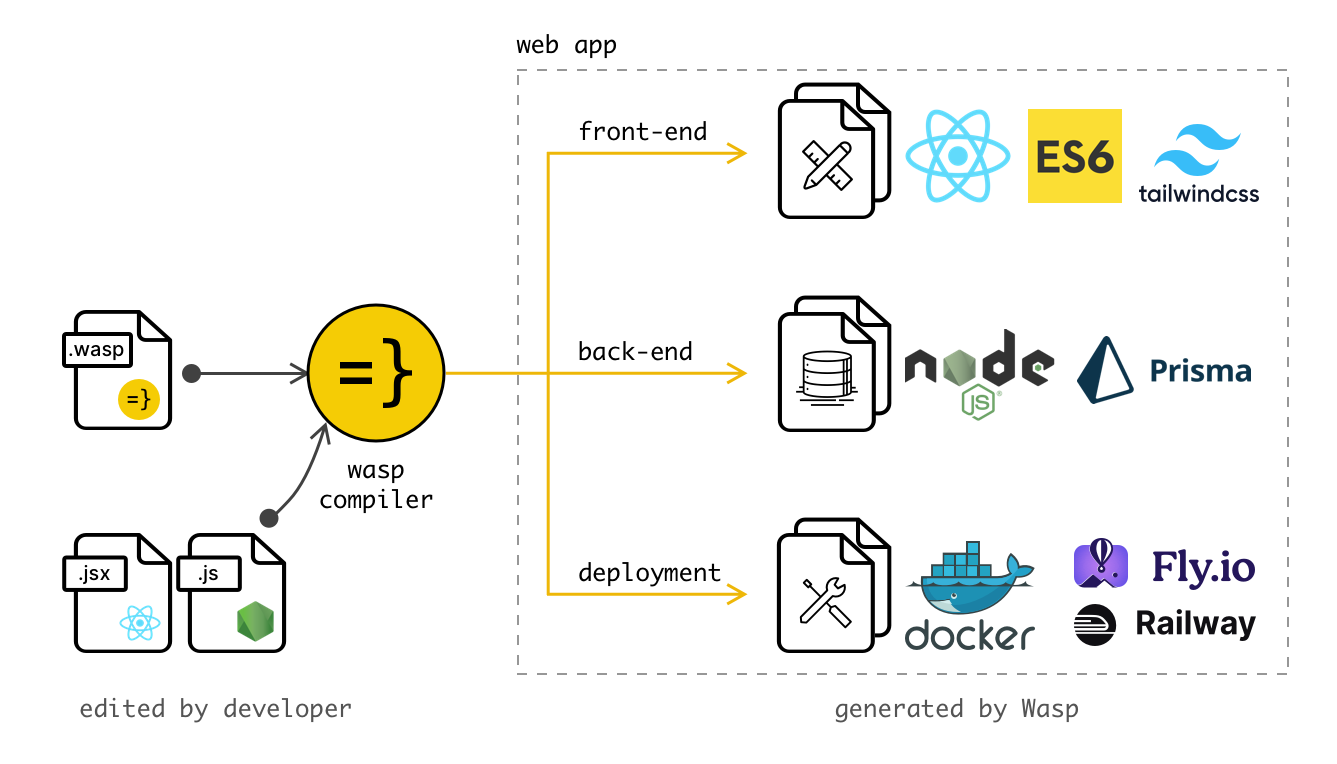 web app
front-end
ES6
tailwindcss
.wasp
=}
=}
back-end
node
JS
®
Prisma
wasp
compiler
.jsx
.js
deployment
docker
Fly.io
Railway
edited by developer
generated by Wasp